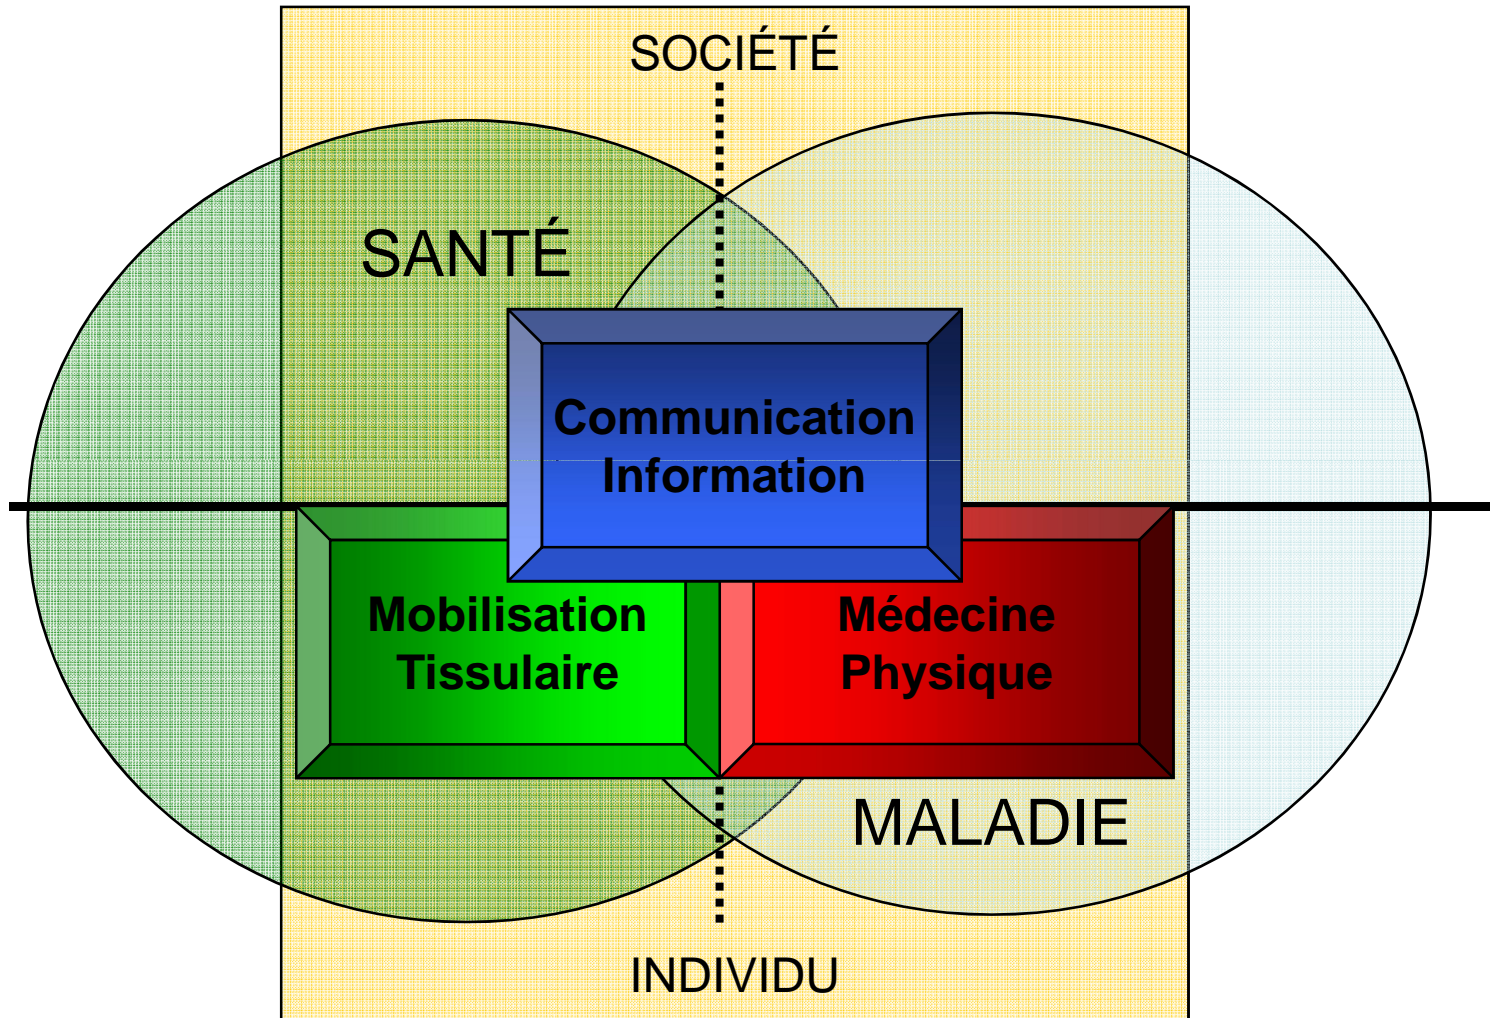 SOCIÉTÉ
SANTÉ
Communication
Information
Mobilisation
Tissulaire
Médecine
Physique
MALADIE
INDIVIDU